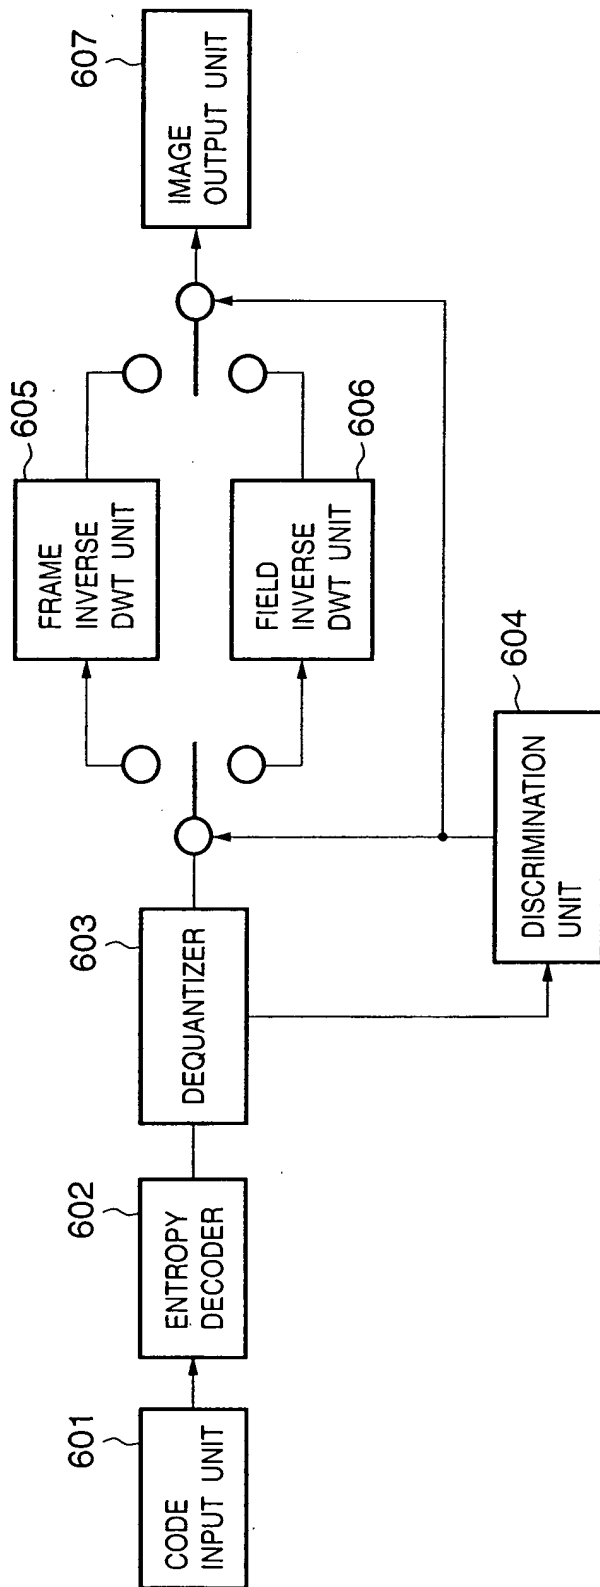 601
CODE
INPUT UNIT
602
ENTROPY
DECODER
603
DEQUANTIZER
604
DISCRIMINATION
UNIT
605
FRAME
INVERSE
DWT UNIT
606
FIELD
INVERSE
DWT UNIT
607
IMAGE
OUTPUT UNIT